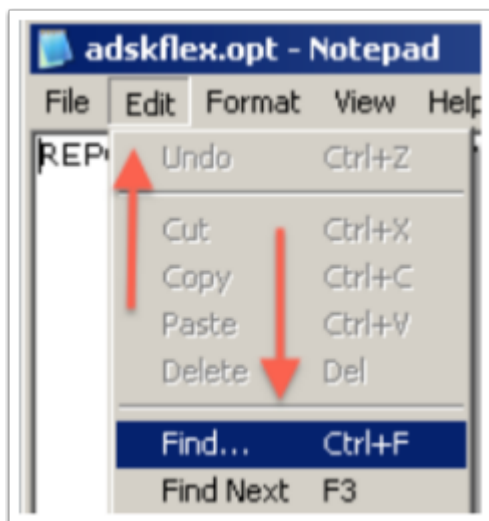 adskflex.opt - Notepad
File Edit Format View Help
REP
Undo Ctrl+Z
Cut Ctrl+X
Copy Ctrl+C
Paste Ctrl+V
Delete Del
Find... Ctrl+F
Find Next F3